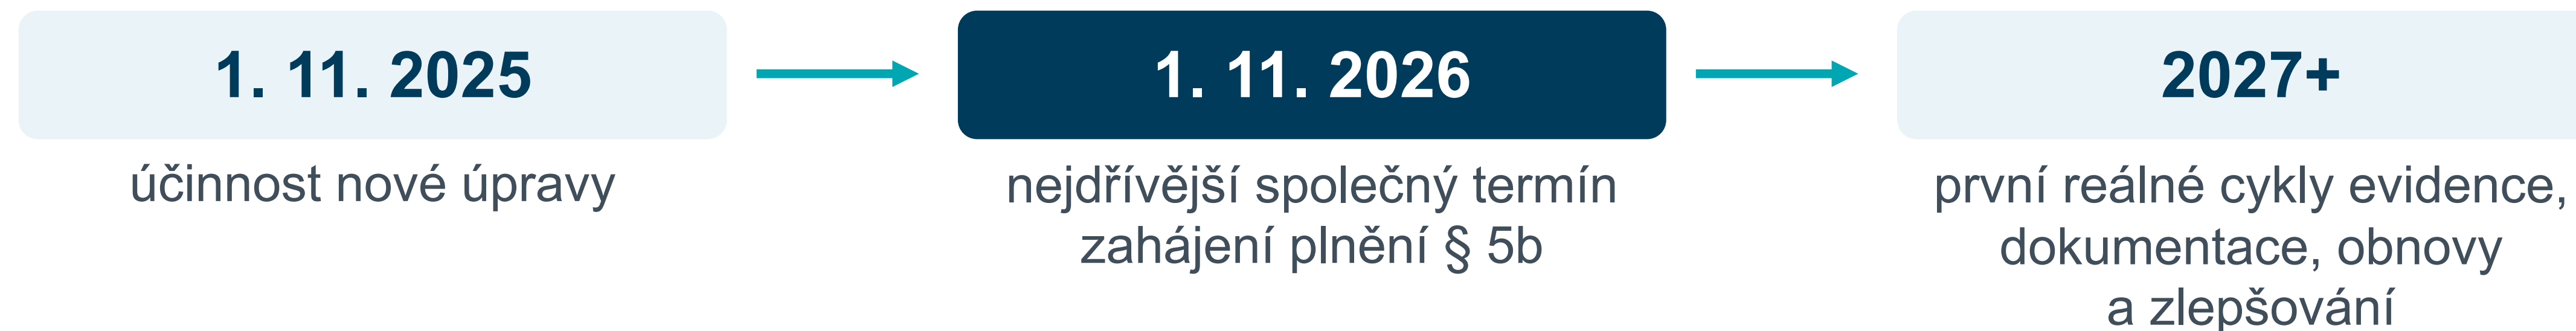 1. 11. 2025
účinnost nové úpravy
1. 11. 2026
nejdřívější společný termín
zahájení plnění § 5b
2027+
první reálné cykly evidence,
dokumentace, obnovy
a zlepšování